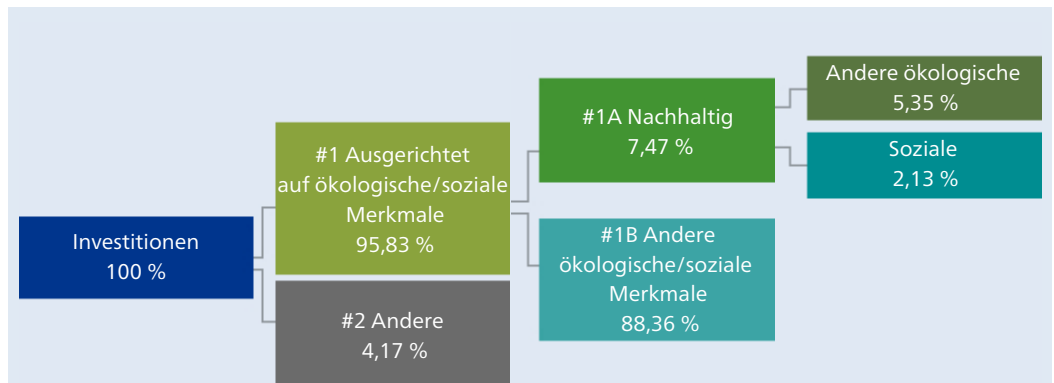 Investitionen
100 %
#1 Ausgerichtet
auf ökologische/soziale
Merkmale
95,83 %
#2 Andere
4,17 %
#1A Nachhaltig
7,47 %
#1B Andere
ökologische/soziale
Merkmale
88,36 %
Andere ökologische
5,35 %
Soziale
2,13 %